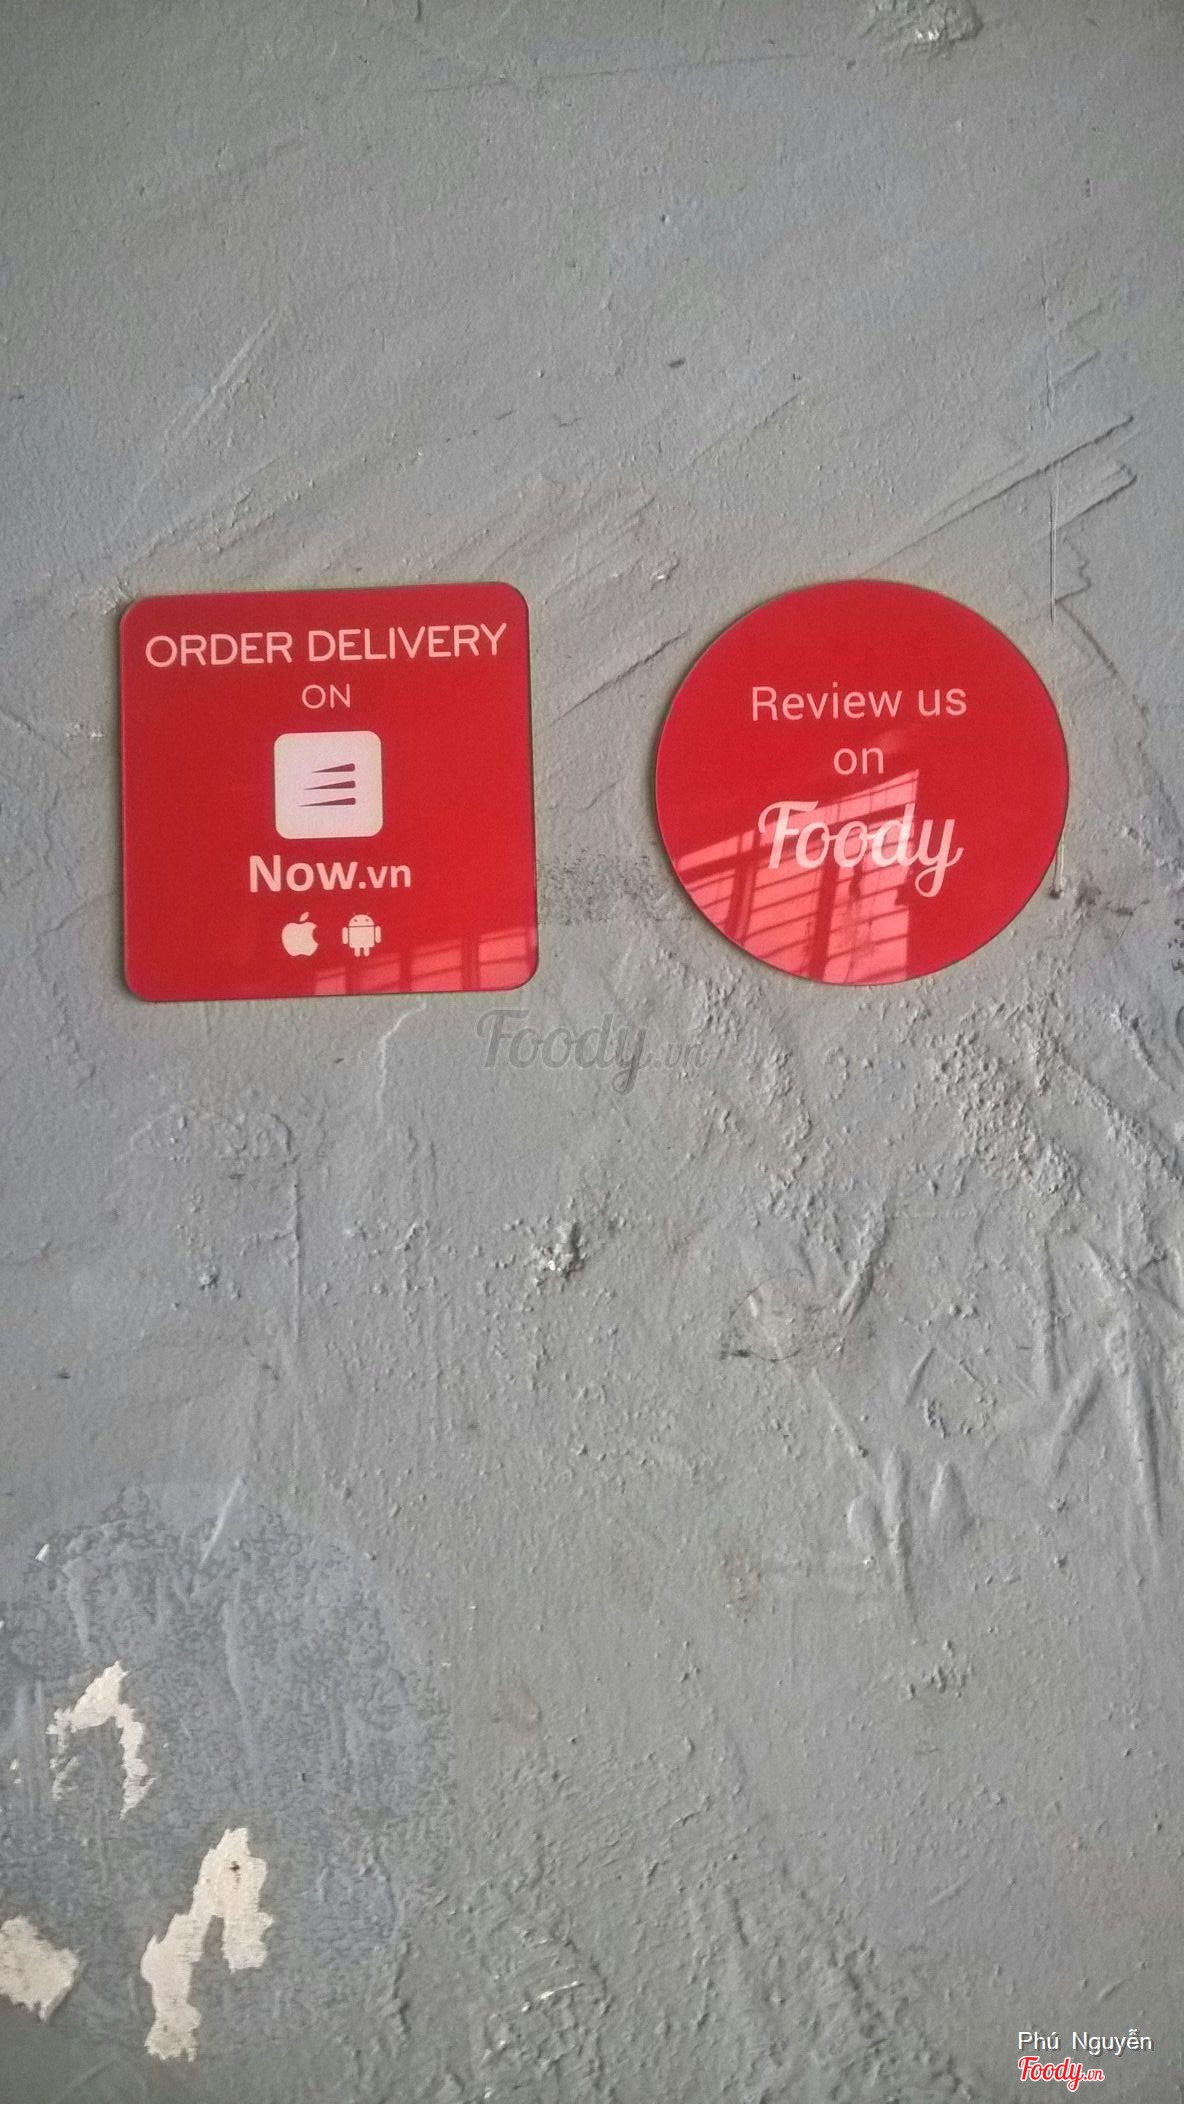 ORDER DELIVERY
ON
Now.vn
Review us
on
Foody
Foody.vn
Phú Nguyễn
Foody.vn